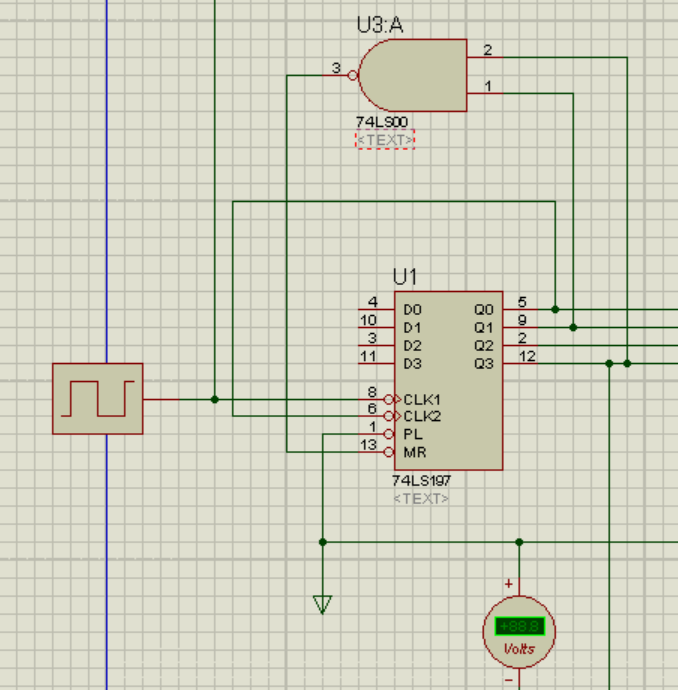 U3:A
2
3
1
74LS00
<TEXT>
U1
4 D0 Q0 5
10 D1 Q1 9
3 D2 Q2 2
11 D3 Q3 12
8 CLK1
6 CLK2
1 PL
13 MR
74LS197
<TEXT>
+
+88.8
Volts
−